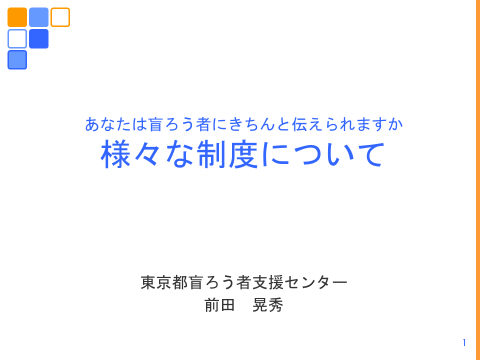 あなたは盲ろう者にきちんと伝えられますか
様々な制度について
東京都盲ろう者支援センター
前田　晃秀
1